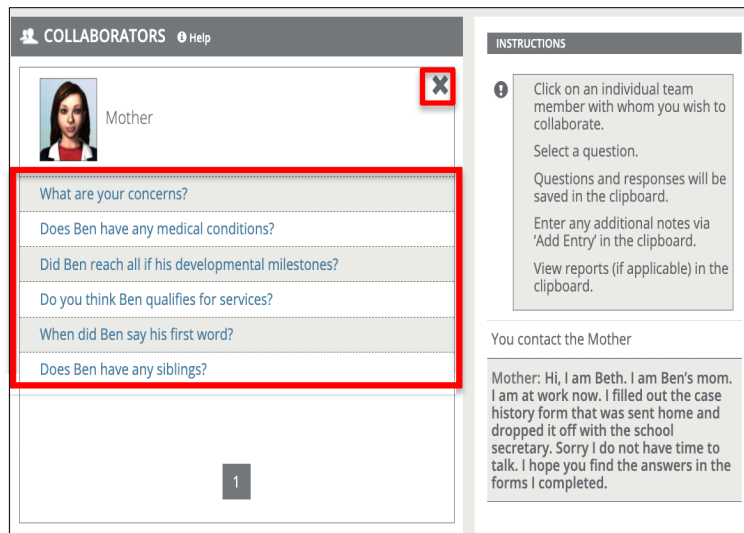 COLLABORATORS Help
Mother
What are your concerns?
Does Ben have any medical conditions?
Did Ben reach all if his developmental milestones?
Do you think Ben qualifies for services?
When did Ben say his first word?
Does Ben have any siblings?
1
INSTRUCTIONS
Click on an individual team
member with whom you wish to
collaborate.
Select a question.
Questions and responses will be
saved in the clipboard.
Enter any additional notes via
‘Add Entry’ in the clipboard.
View reports (if applicable) in the
clipboard.
You contact the Mother
Mother: Hi, I am Beth. I am Ben’s mom.
I am at work now. I filled out the case
history form that was sent home and
dropped it off with the school
secretary. Sorry I do not have time to
talk. I hope you find the answers in the
forms I completed.